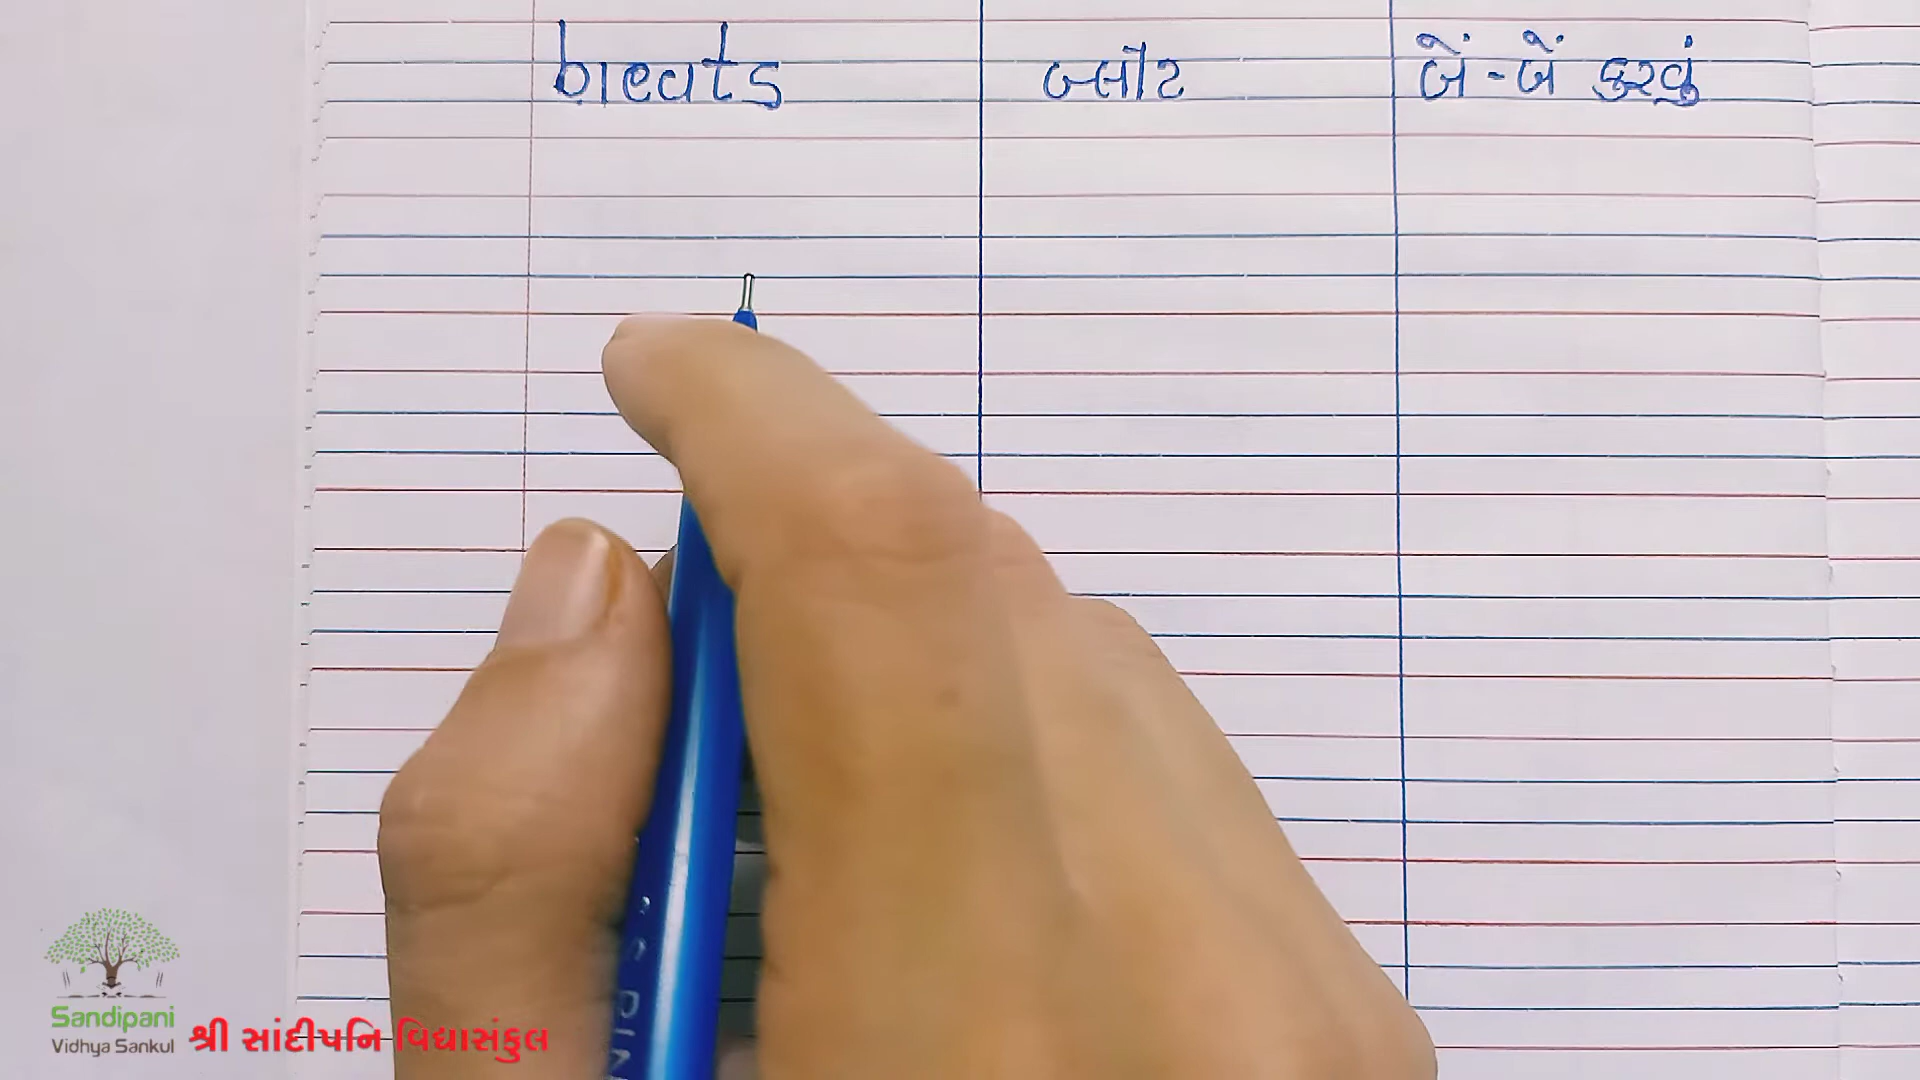 bleats બ્લીટ બેં-બેં કરવું
Sandipani
Vidhya Sankul
શ્રી સાંદીપનિ વિદ્યાસંકુલ